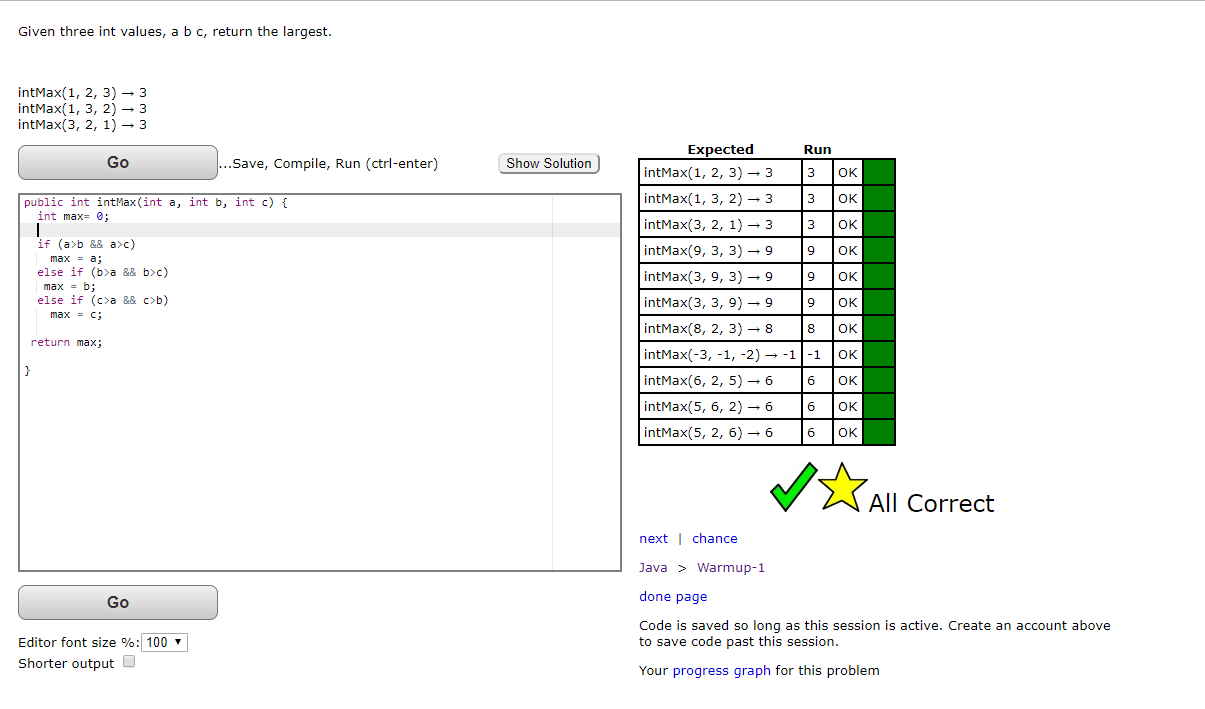 Given three int values, a b c, return the largest.
intMax(1, 2, 3) → 3
intMax(1, 3, 2) → 3
intMax(3, 2, 1) → 3
Go
...Save, Compile, Run (ctrl-enter)
Show Solution
public int intMax(int a, int b, int c) {
int max= 0;
if (a>b && a>c)
max = a;
else if (b>a && b>c)
max = b;
else if (c>a && c>b)
max = c;
return max;
}
Go
Editor font size %: 100 ▼
Shorter output
Expected Run
intMax(1, 2, 3) → 3 3 OK
intMax(1, 3, 2) → 3 3 OK
intMax(3, 2, 1) → 3 3 OK
intMax(9, 3, 3) → 9 9 OK
intMax(3, 9, 3) → 9 9 OK
intMax(3, 3, 9) → 9 9 OK
intMax(8, 2, 3) → 8 8 OK
intMax(-3, -1, -2) → -1 -1 OK
intMax(6, 2, 5) → 6 6 OK
intMax(5, 6, 2) → 6 6 OK
intMax(5, 2, 6) → 6 6 OK
All Correct
next | chance
Java > Warmup-1
done page
Code is saved so long as this session is active. Create an account above
to save code past this session.
Your progress graph for this problem